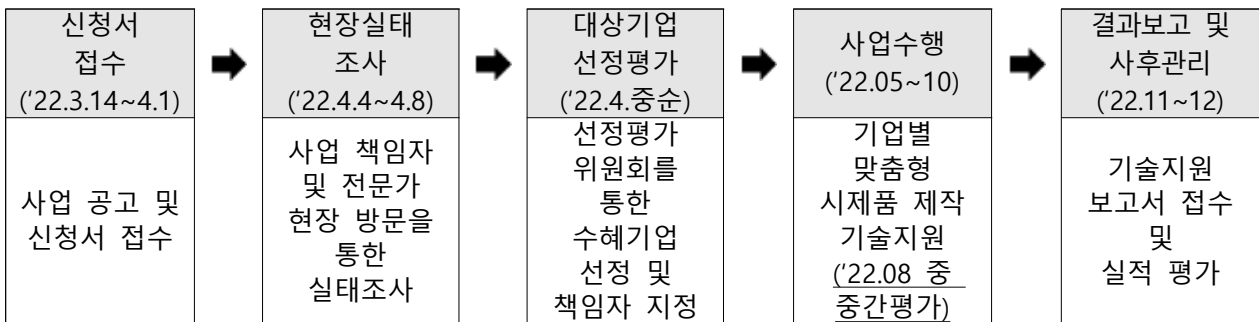 신청서
접수
('22.3.14~4.1)
사업 공고 및
신청서 접수
현장실태
조사
('22.4.4~4.8)
사업 책임자
및 전문가
현장 방문을
통한
실태조사
대상기업
선정평가
('22.4.중순)
선정평가
위원회를
통한
수혜기업
선정 및
책임자 지정
사업수행
('22.05~10)
기업별
맞춤형
시제품 제작
기술지원
('22.08 중
중간평가)
결과보고 및
사후관리
('22.11~12)
기술지원
보고서 접수
및
실적 평가